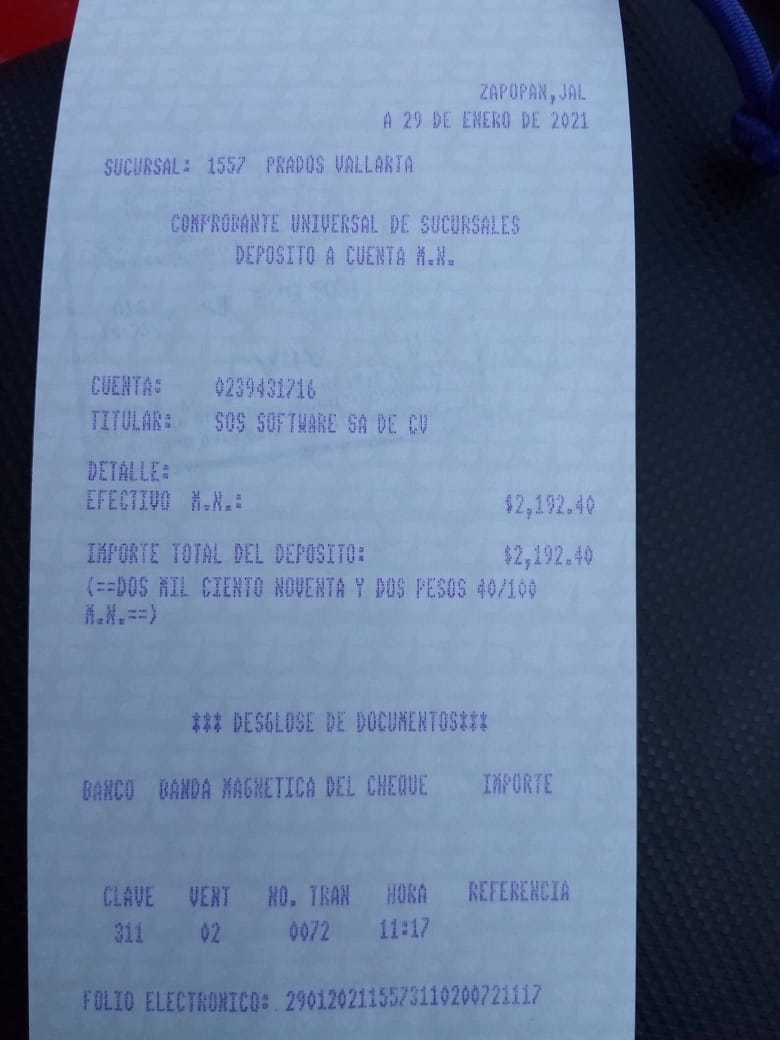 ZAPOPAN,JAL
A 29 DE ENERO DE 2021
SUCURSAL: 1557 PRADOS VALLARTA
COMPROBANTE UNIVERSAL DE SUCURSALES
DEPOSITO A CUENTA M.N.
CUENTA: 0239431716
TITULAR: SOS SOFTWARE SA DE CV
DETALLE:
EFECTIVO M.N.: $2,192.40
IMPORTE TOTAL DEL DEPOSITO: $2,192.40
(==DOS MIL CIENTO NOVENTA Y DOS PESOS 40/100
M.N.==)
*** DESGLOSE DE DOCUMENTOS***
BANCO BANDA MAGNETICA DEL CHEQUE IMPORTE
CLAVE VENT NO. TRAN HORA REFERENCIA
311 02 0072 11:17
FOLIO ELECTRONICO: 2901202115573110200721117